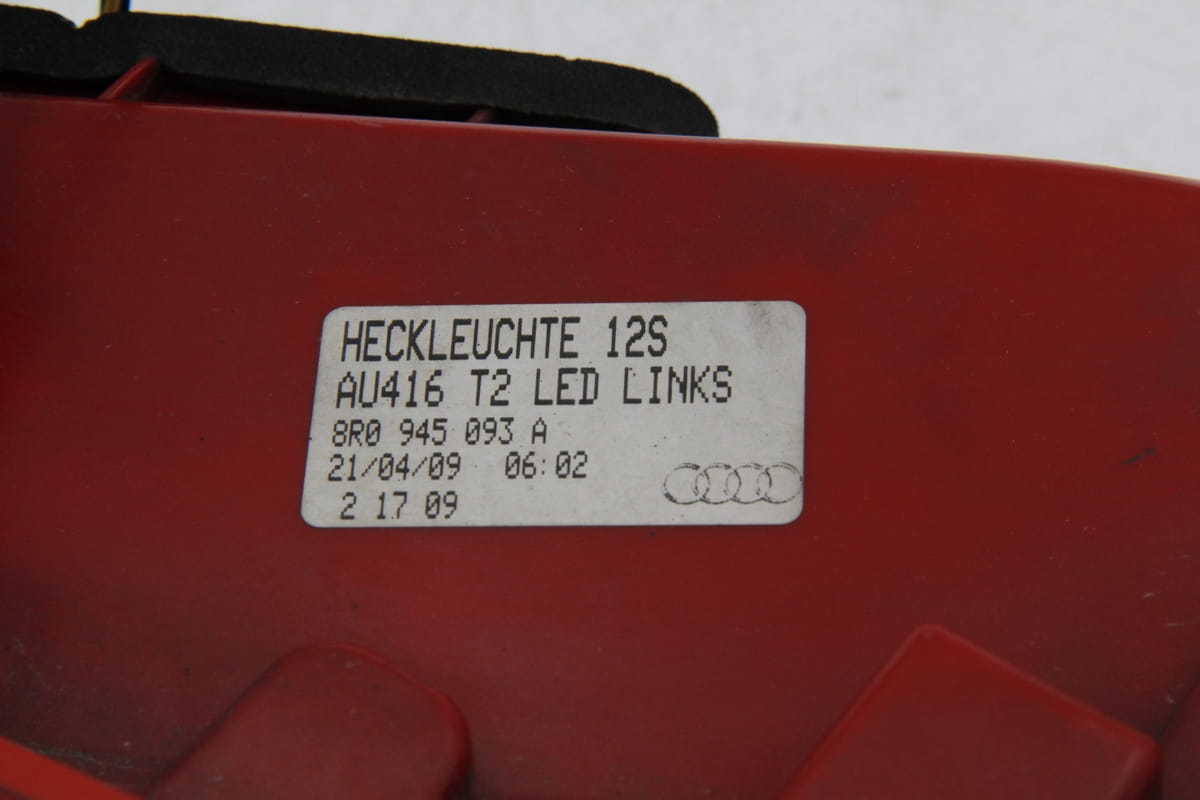 HECKLEUCHTE 12S
AU416 T2 LED LINKS
8R0 945 093 A
21/04/09 06:02
2 17 09